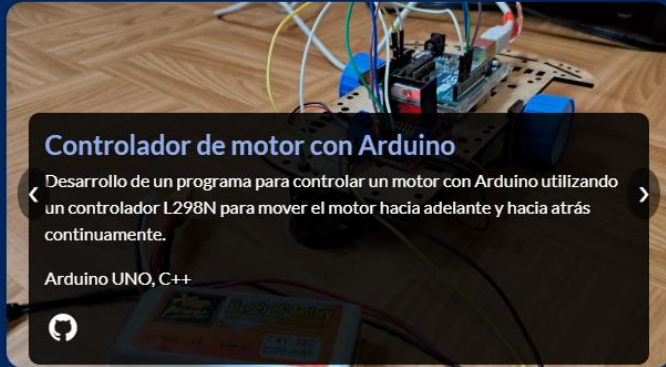 Controlador de motor con Arduino
Desarrollo de un programa para controlar un motor con Arduino utilizando
un controlador L298N para mover el motor hacia adelante y hacia atrás
continuamente.
Arduino UNO, C++